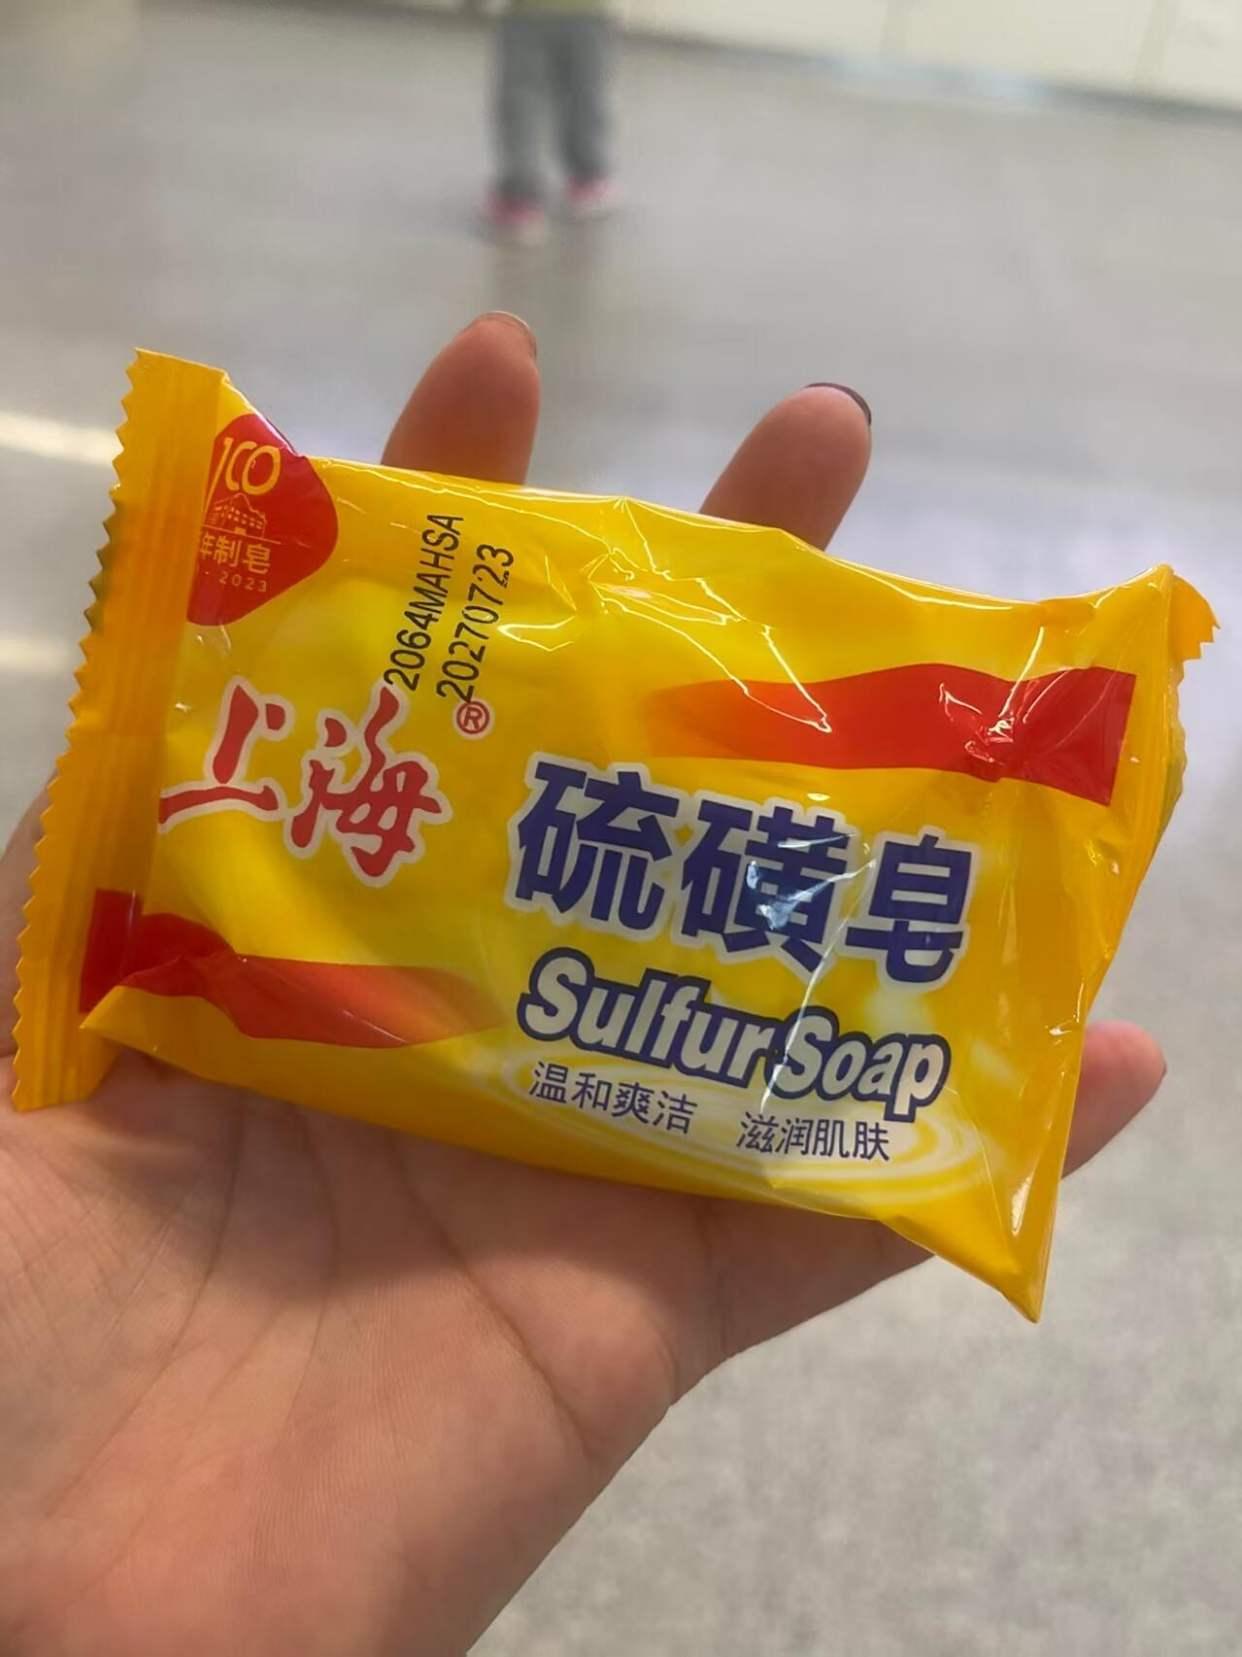 100
年制皂
2023
2064MAHSA
20270723
上海®
硫磺皂
Sulfur Soap
温和爽洁 滋润肌肤